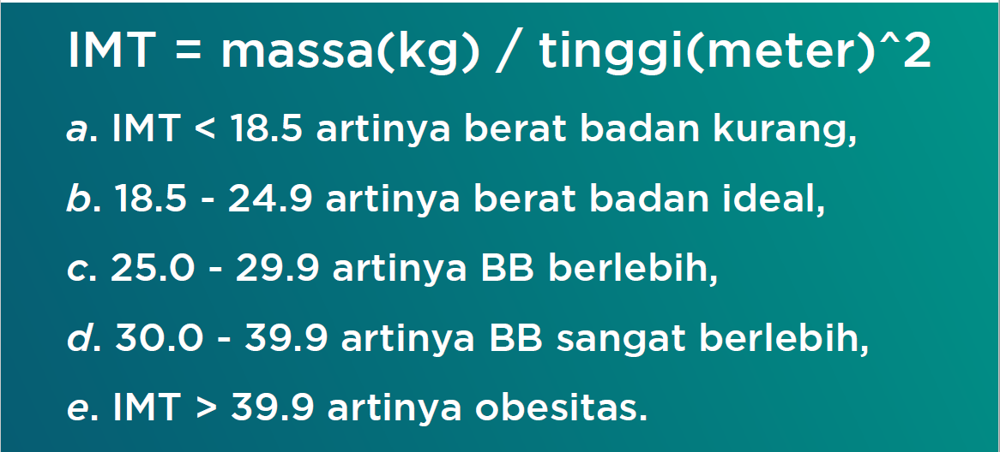 IMT = massa(kg) / tinggi(meter)^2
a. IMT < 18.5 artinya berat badan kurang,
b. 18.5 - 24.9 artinya berat badan ideal,
c. 25.0 - 29.9 artinya BB berlebih,
d. 30.0 - 39.9 artinya BB sangat berlebih,
e. IMT > 39.9 artinya obesitas.